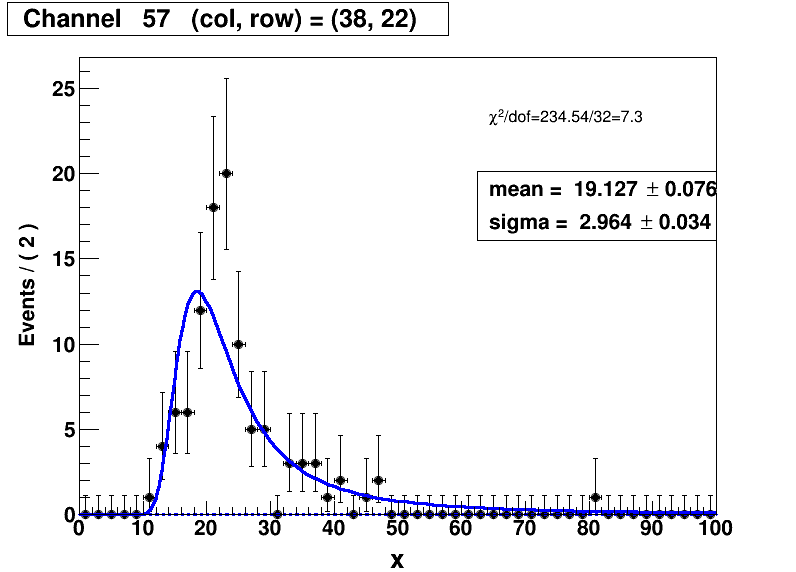 Channel 57 (col, row) = (38, 22)
χ²/dof=234.54/32=7.3
mean = 19.127 ± 0.076
sigma = 2.964 ± 0.034
Events / ( 2 )
25
20
15
10
5
0
0 10 20 30 40 50 60 70 80 90 100
x